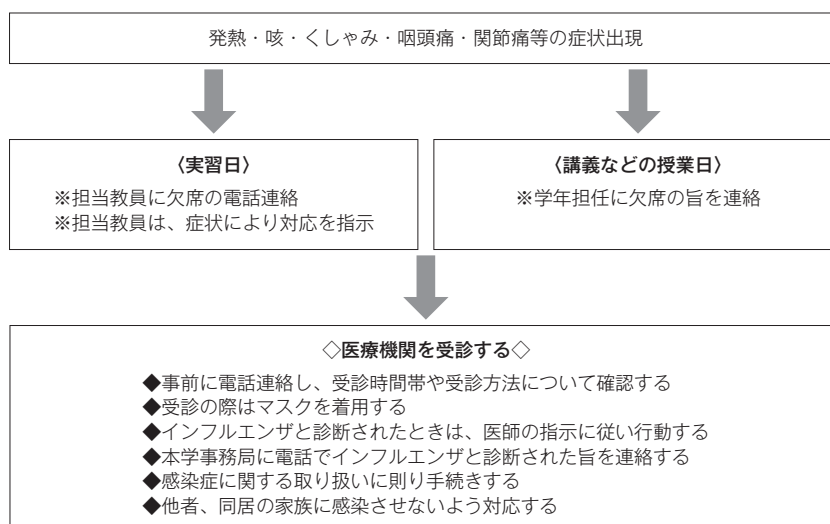 発熱・咳・くしゃみ・咽頭痛・関節痛等の症状出現
〈実習日〉
※担当教員に欠席の電話連絡
※担当教員は、症状により対応を指示
〈講義などの授業日〉
※学年担任に欠席の旨を連絡
◇医療機関を受診する◇
◆事前に電話連絡し、受診時間帯や受診方法について確認する
◆受診の際はマスクを着用する
◆インフルエンザと診断されたときは、医師の指示に従い行動する
◆本学事務局に電話でインフルエンザと診断された旨を連絡する
◆感染症に関する取り扱いに則り手続きする
◆他者、同居の家族に感染させないよう対応する